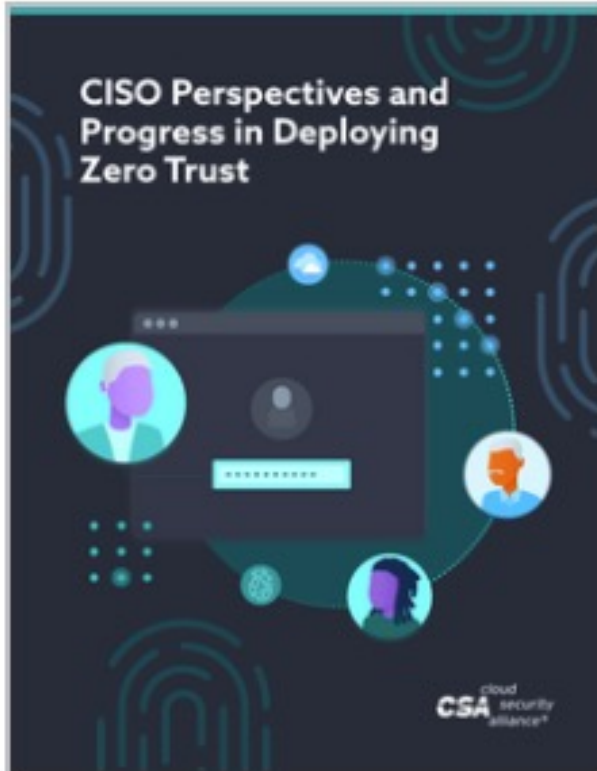 CISO Perspectives and
Progress in Deploying
Zero Trust
CSA cloud
security
alliance®